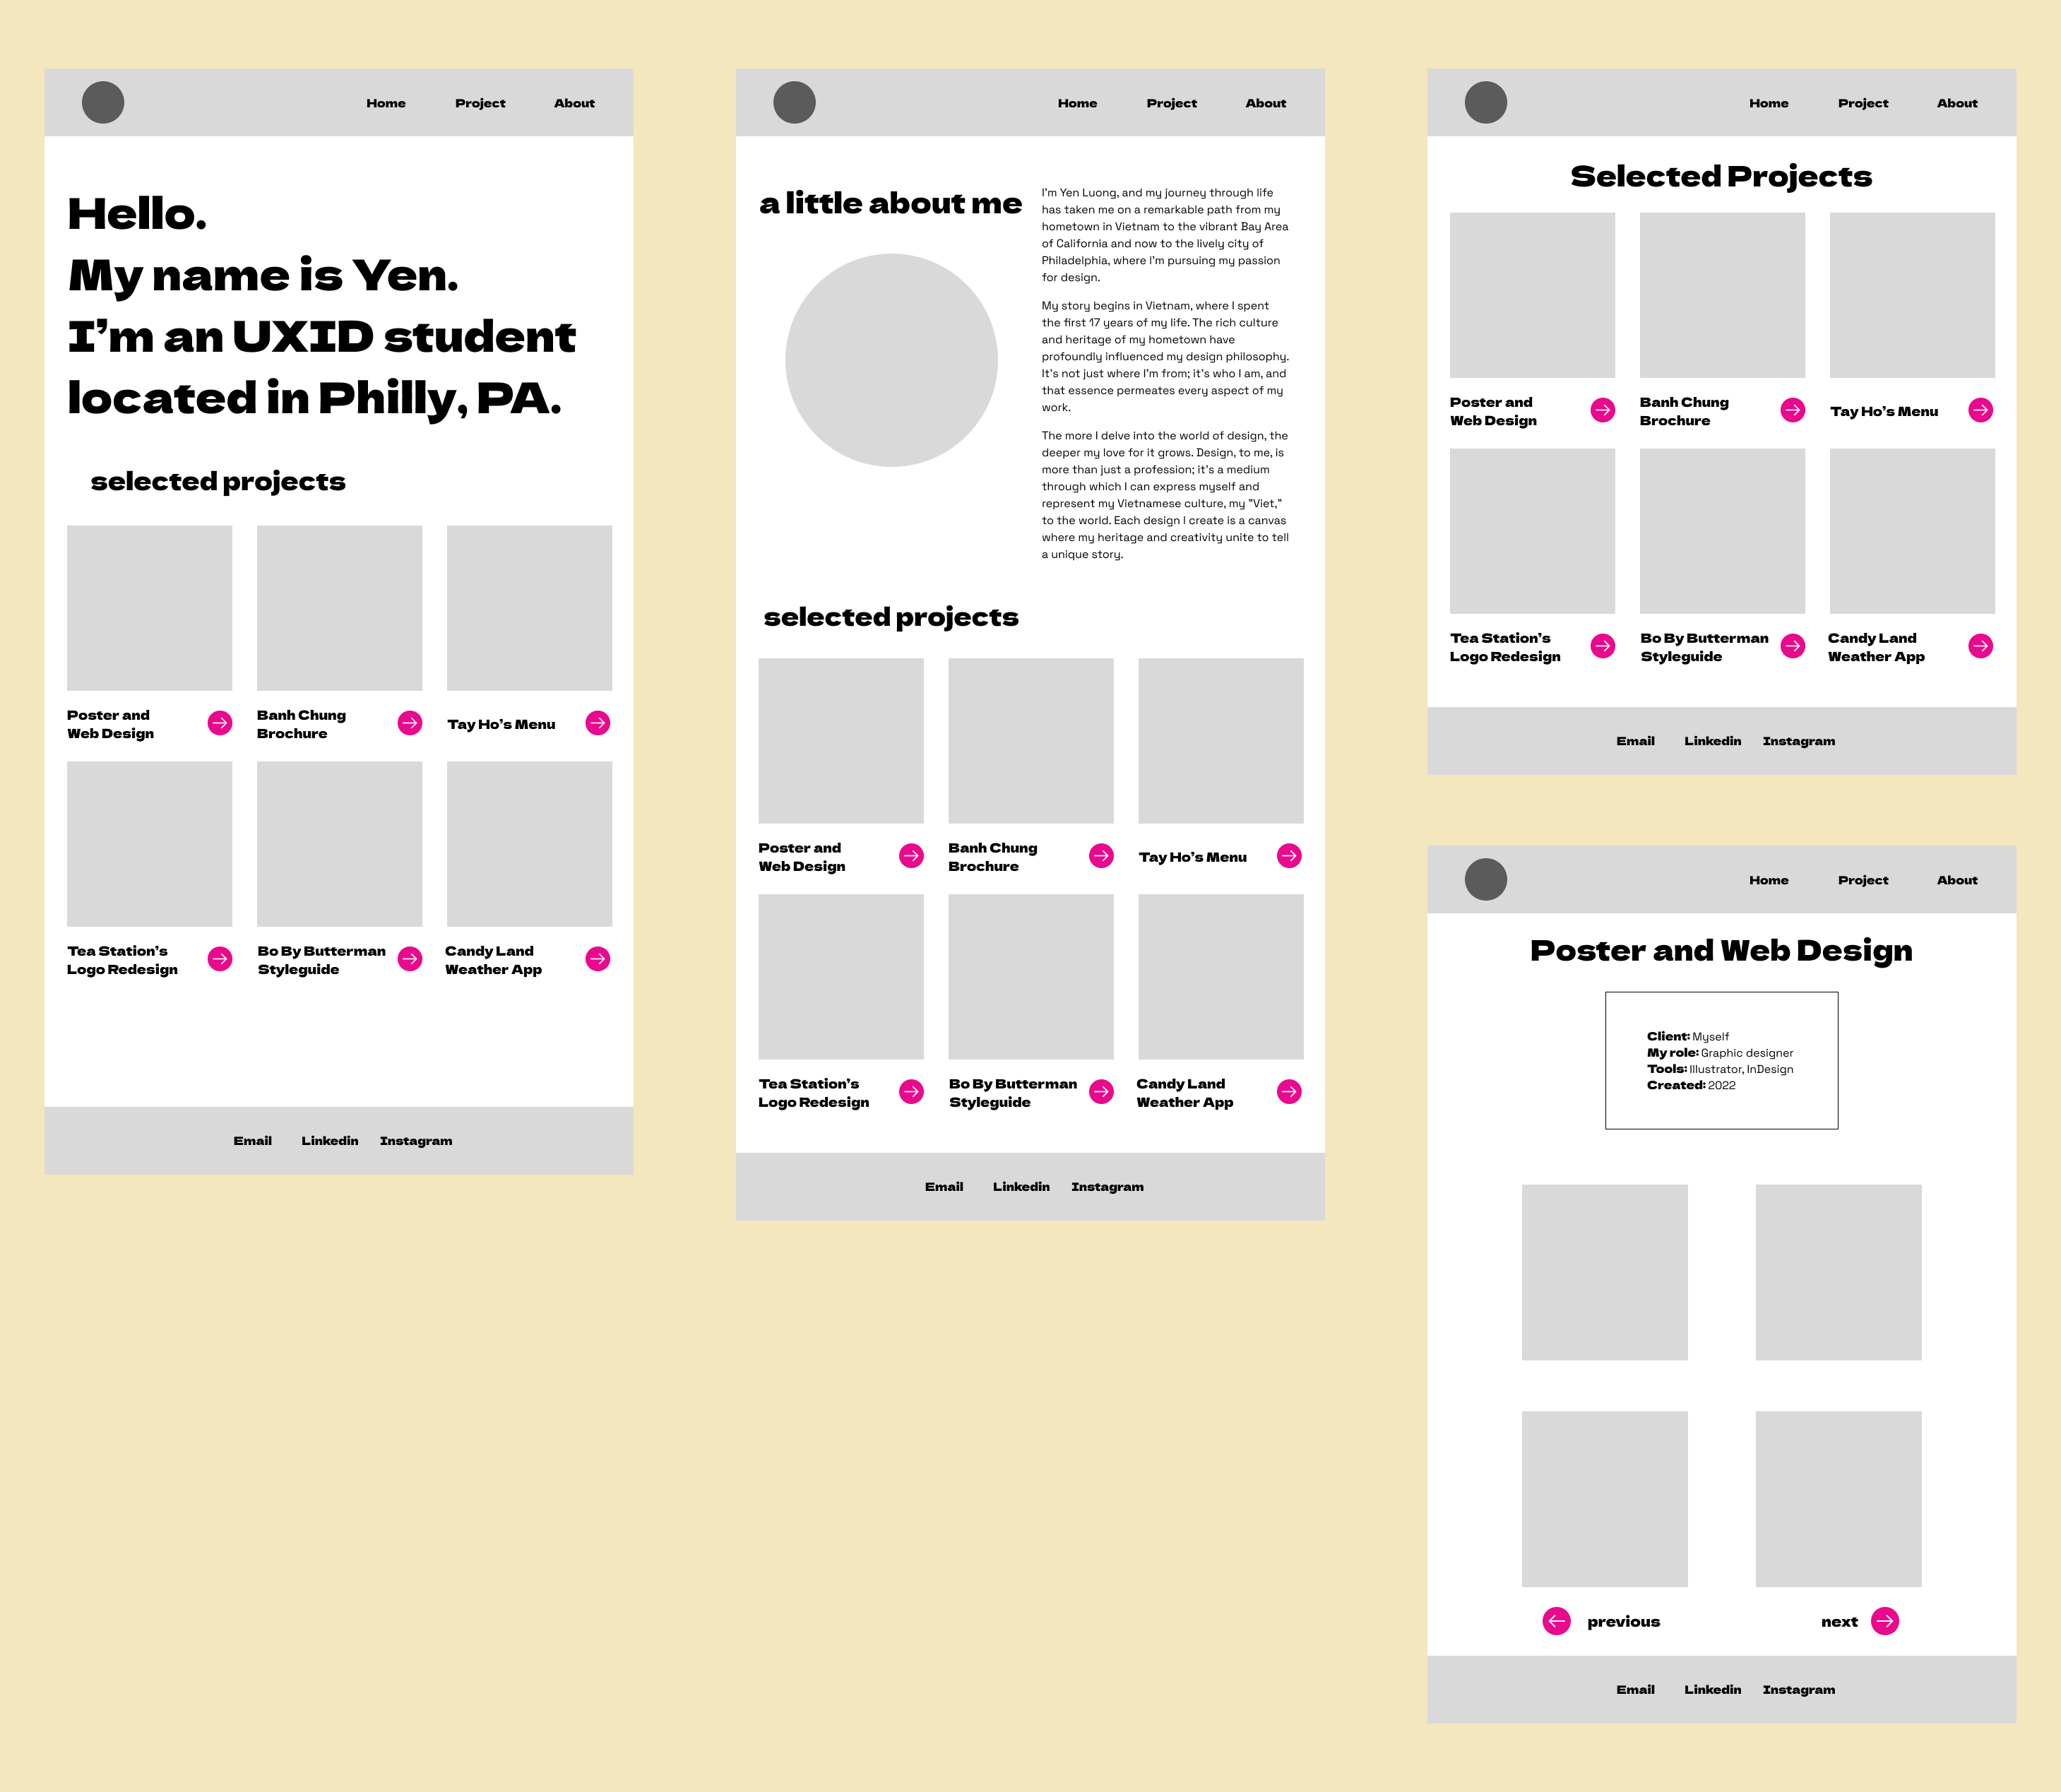 Home Project About
Hello.
My name is Yen.
I'm an UXID student
located in Philly, PA.
selected projects
Poster and
Web Design
Banh Chung
Brochure
Tay Ho's Menu
Tea Station's
Logo Redesign
Bo By Butterman
Styleguide
Candy Land
Weather App
Email Linkedin Instagram
Home Project About
a little about me
I'm Yen Luong, and my journey through life
has taken me on a remarkable path from my
hometown in Vietnam to the vibrant Bay Area
of California and now to the lively city of
Philadelphia, where I'm pursuing my passion
for design.
My story begins in Vietnam, where I spent
the first 17 years of my life. The rich culture
and heritage of my hometown have
profoundly influenced my design philosophy.
It's not just where I'm from; it's who I am, and
that essence permeates every aspect of my
work.
The more I delve into the world of design, the
deeper my love for it grows. Design, to me, is
more than just a profession; it's a medium
through which I can express myself and
represent my Vietnamese culture, my "Viet,"
to the world. Each design I create is a canvas
where my heritage and creativity unite to tell
a unique story.
selected projects
Poster and
Web Design
Banh Chung
Brochure
Tay Ho's Menu
Tea Station's
Logo Redesign
Bo By Butterman
Styleguide
Candy Land
Weather App
Email Linkedin Instagram
Home Project About
Selected Projects
Poster and
Web Design
Banh Chung
Brochure
Tay Ho's Menu
Tea Station's
Logo Redesign
Bo By Butterman
Styleguide
Candy Land
Weather App
Email Linkedin Instagram
Home Project About
Poster and Web Design
Client: Myself
My role: Graphic designer
Tools: Illustrator, InDesign
Created: 2022
previous
next
Email Linkedin Instagram